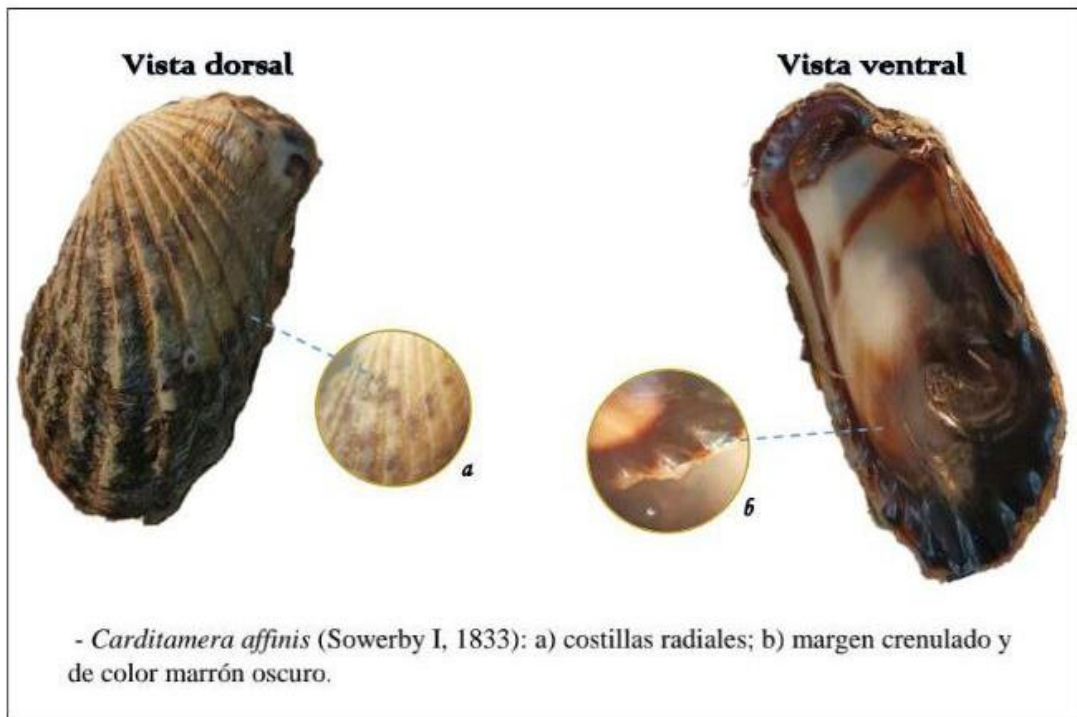 Vista dorsal
Vista ventral
a
b
- Carditamera affinis (Sowerby I, 1833): a) costillas radiales; b) margen crenulado y
de color marrón oscuro.